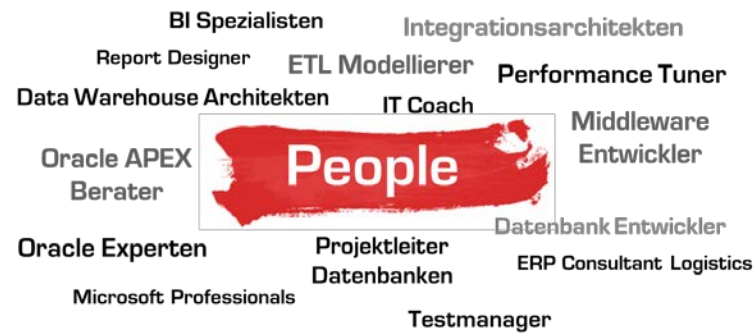 BI Spezialisten
Integrationsarchitekten
Report Designer
ETL Modellierer
Performance Tuner
Data Warehouse Architekten
IT Coach
Middleware
Entwickler
Oracle APEX
Berater
People
Datenbank Entwickler
Oracle Experten
Projektleiter
Datenbanken
ERP Consultant Logistics
Microsoft Professionals
Testmanager